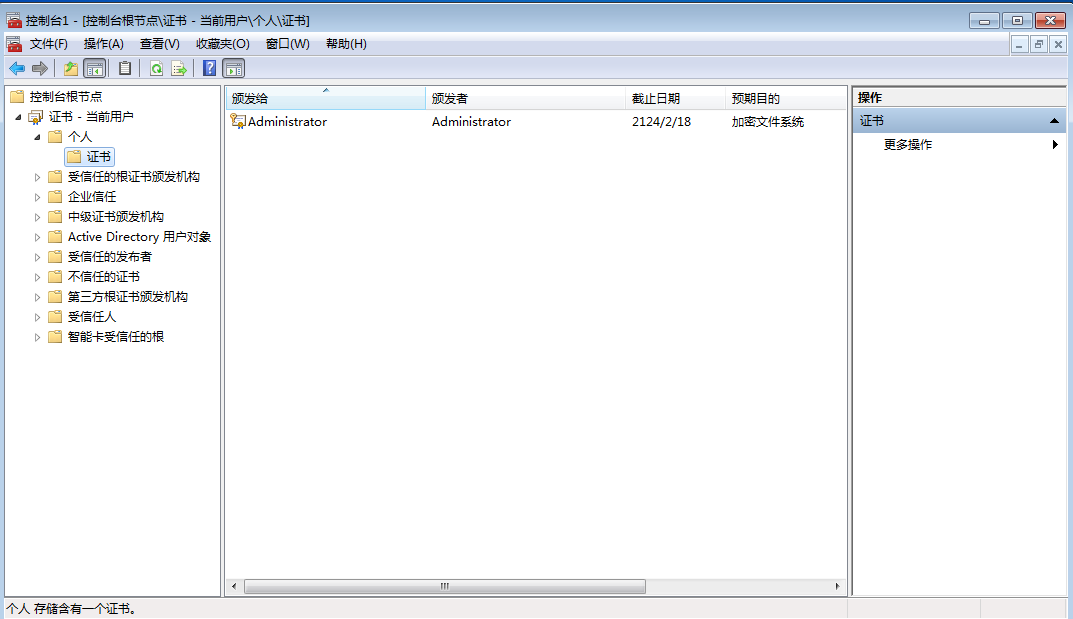 控制台1 - [控制台根节点\证书 - 当前用户\个人\证书]
文件(F) 操作(A) 查看(V) 收藏夹(O) 窗口(W) 帮助(H)
控制台根节点
证书 - 当前用户
个人
证书
受信任的根证书颁发机构
企业信任
中级证书颁发机构
Active Directory 用户对象
受信任的发布者
不信任的证书
第三方根证书颁发机构
受信任人
智能卡受信任的根
颁发给 颁发者 截止日期 预期目的
Administrator Administrator 2124/2/18 加密文件系统
操作
证书
更多操作
个人 存储含有一个证书。